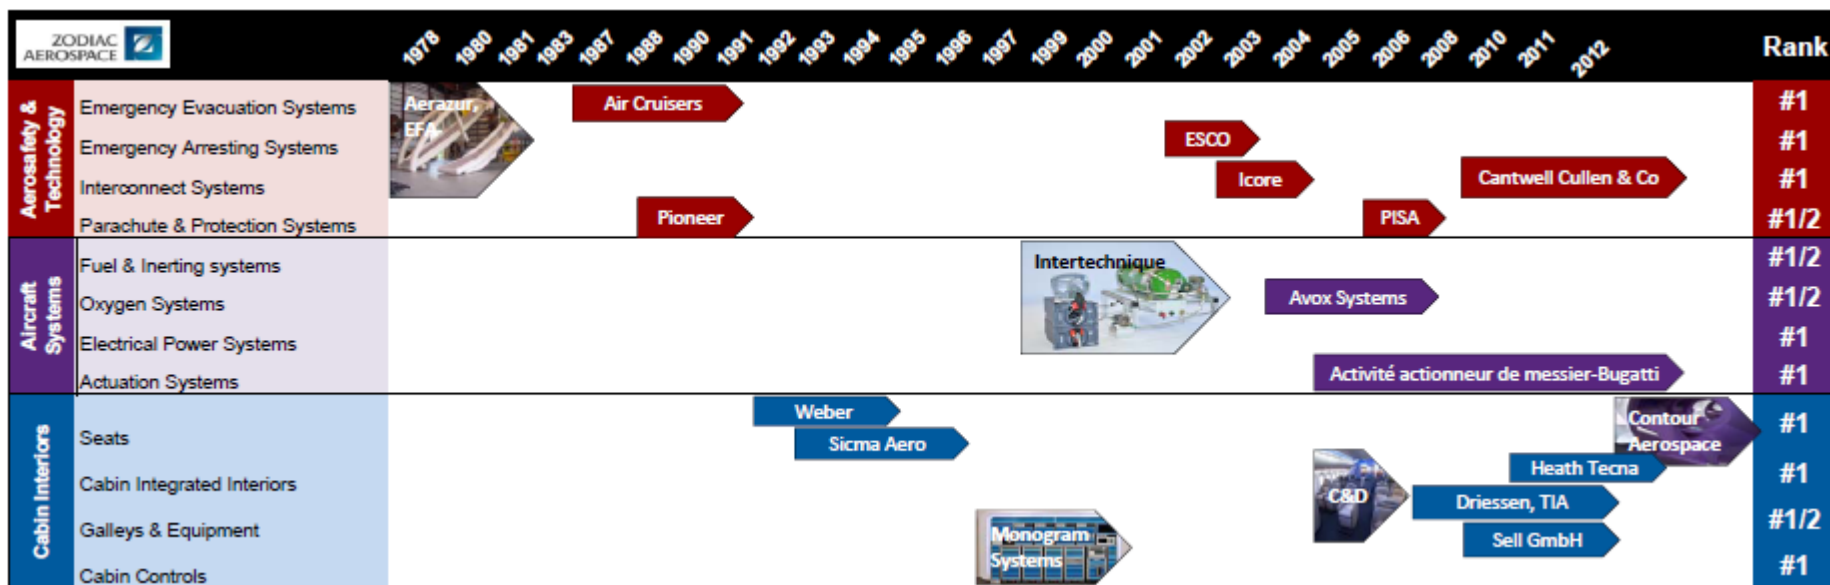 ZODIAC
AEROSPACE
1978 1980 1981 1983 1987 1988 1990 1991 1992 1993 1994 1995 1996 1997 1999 2000 2001 2002 2003 2004 2005 2006 2008 2010 2011 2012 Rank
Aerosafety &
Technology
Emergency Evacuation Systems
Aerazur,
EFA
Air Cruisers
#1
Emergency Arresting Systems
ESCO
#1
Interconnect Systems
Icore
Cantwell Cullen & Co
#1
Parachute & Protection Systems
Pioneer
PISA
#1/2
Aircraft
Systems
Fuel & Inerting systems
Intertechnique
#1/2
Oxygen Systems
Avox Systems
#1/2
Electrical Power Systems
#1
Actuation Systems
Activité actionneur de messier-Bugatti
#1
Cabin Interiors
Seats
Weber
Sicma Aero
Contour
Aerospace
#1
Cabin Integrated Interiors
C&D
Heath Tecna
#1
Galleys & Equipment
Driessen, TIA
Sell GmbH
#1/2
Monogram
Systems
Cabin Controls
#1